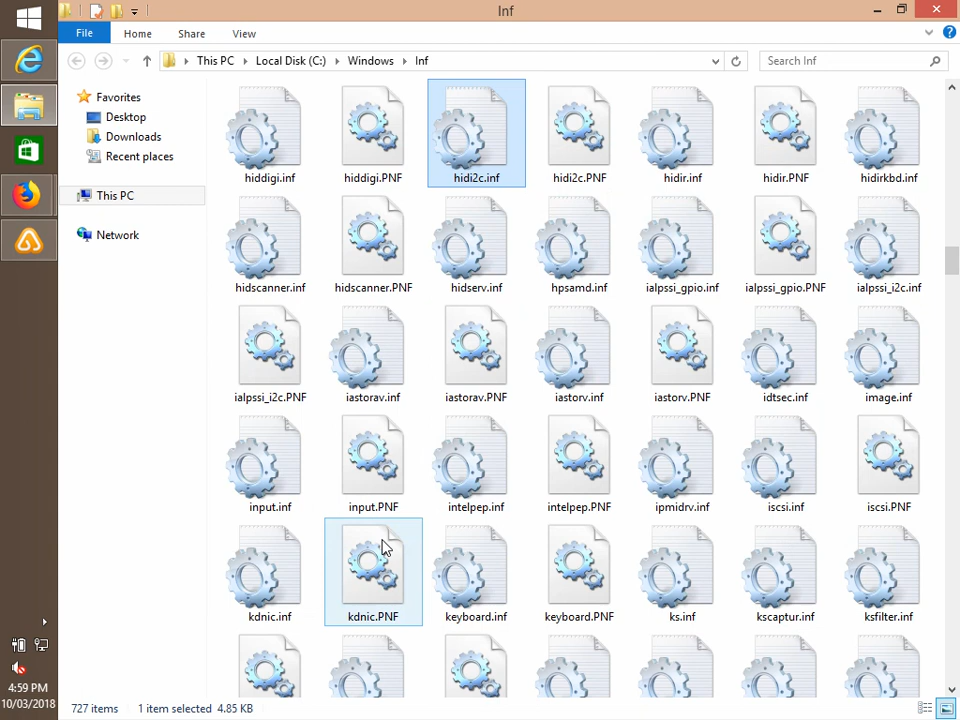 Inf
File Home Share View
This PC Local Disk (C:) Windows Inf
Search Inf
Favorites
Desktop
Downloads
Recent places
This PC
Network
hiddigi.inf hiddigi.PNF hidi2c.inf hidi2c.PNF hidir.inf hidir.PNF hidirkbd.inf
hidscanner.inf hidscanner.PNF hidserv.inf hpsamd.inf ialpssi_gpio.inf ialpssi_gpio.PNF ialpssi_i2c.inf
ialpssi_i2c.PNF iastorav.inf iastorav.PNF iastorv.inf iastorv.PNF idtsec.inf image.inf
input.inf input.PNF intelpep.inf intelpep.PNF ipmidrv.inf iscsi.inf iscsi.PNF
kdnic.inf kdnic.PNF keyboard.inf keyboard.PNF ks.inf kscaptur.inf ksfilter.inf
4:59 PM
10/03/2018
727 items 1 item selected 4.85 KB